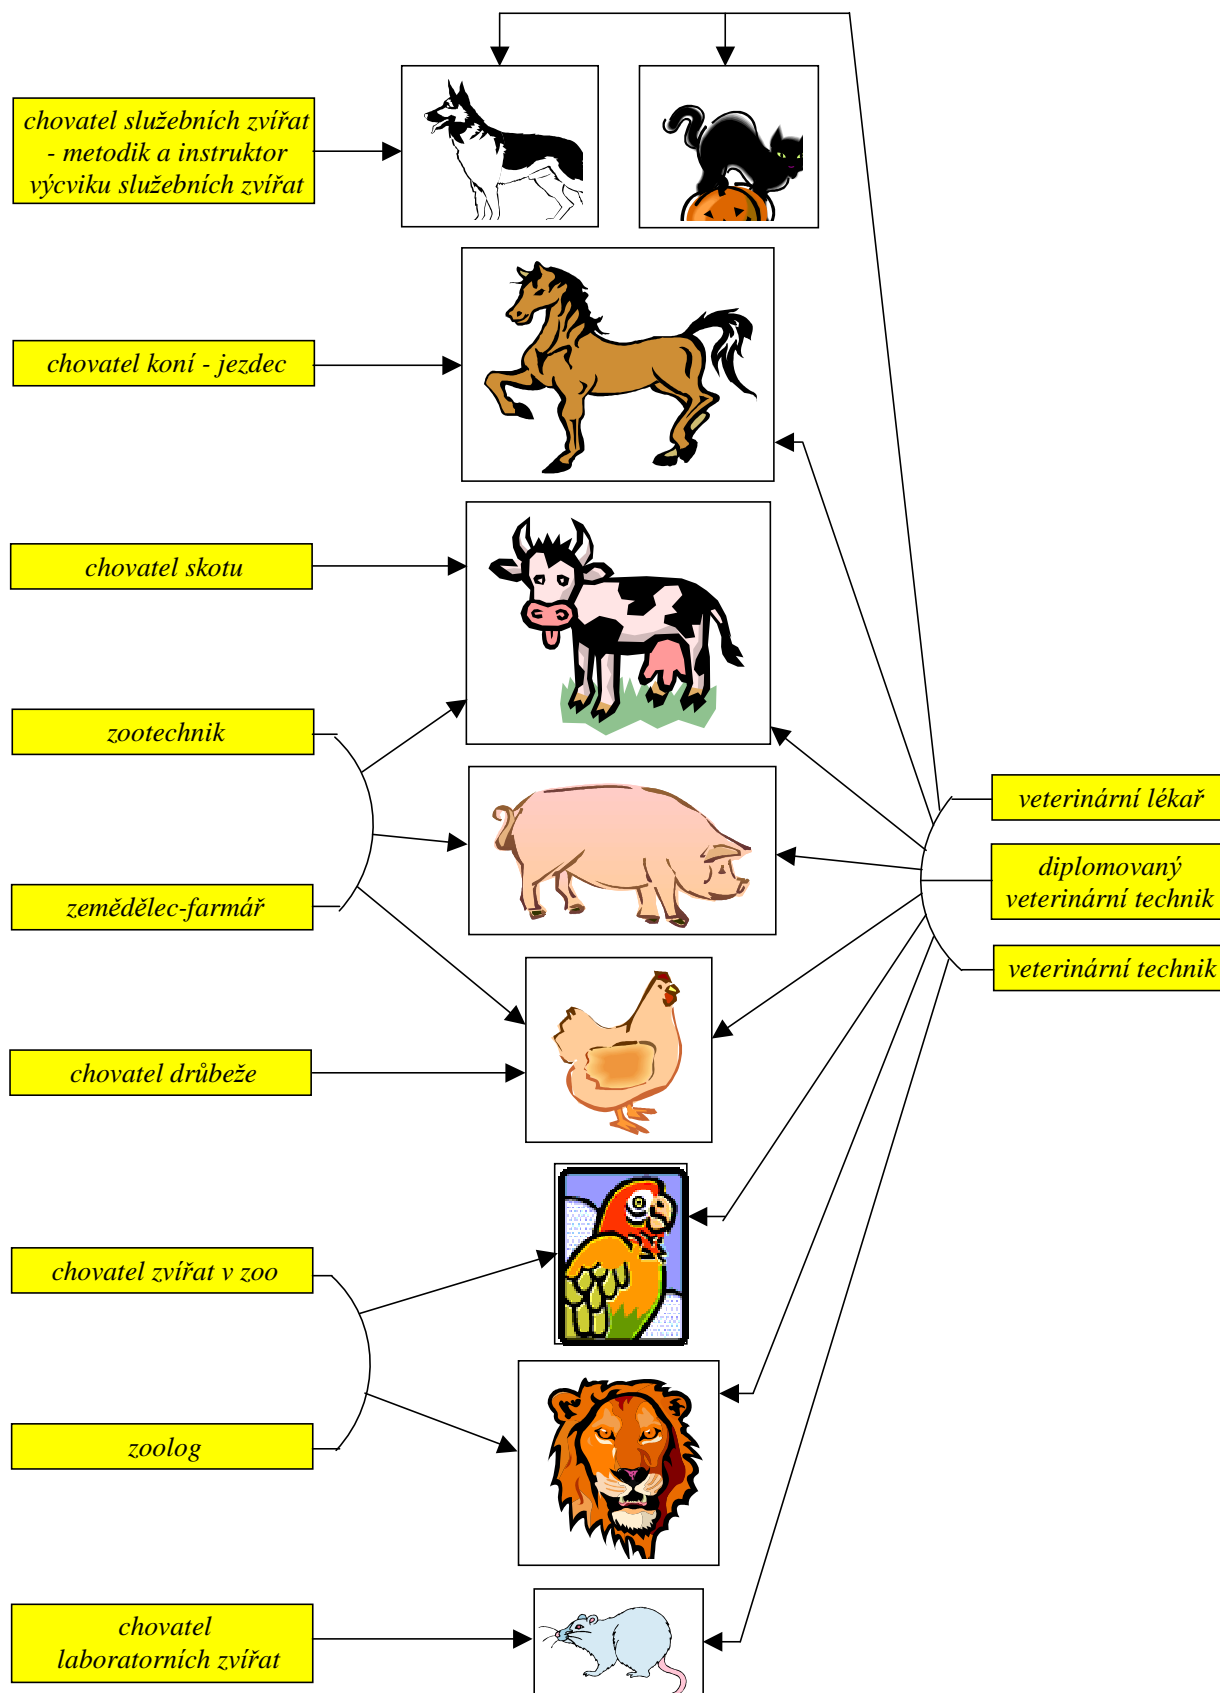 chovatel služebních zvířat
- metodik a instruktor
výcviku služebních zvířat
chovatel koní - jezdec
chovatel skotu
zootechnik
zemědělec-farmář
chovatel drůbeže
chovatel zvířat v zoo
zoolog
chovatel
laboratorních zvířat
veterinární lékař
diplomovaný
veterinární technik
veterinární technik